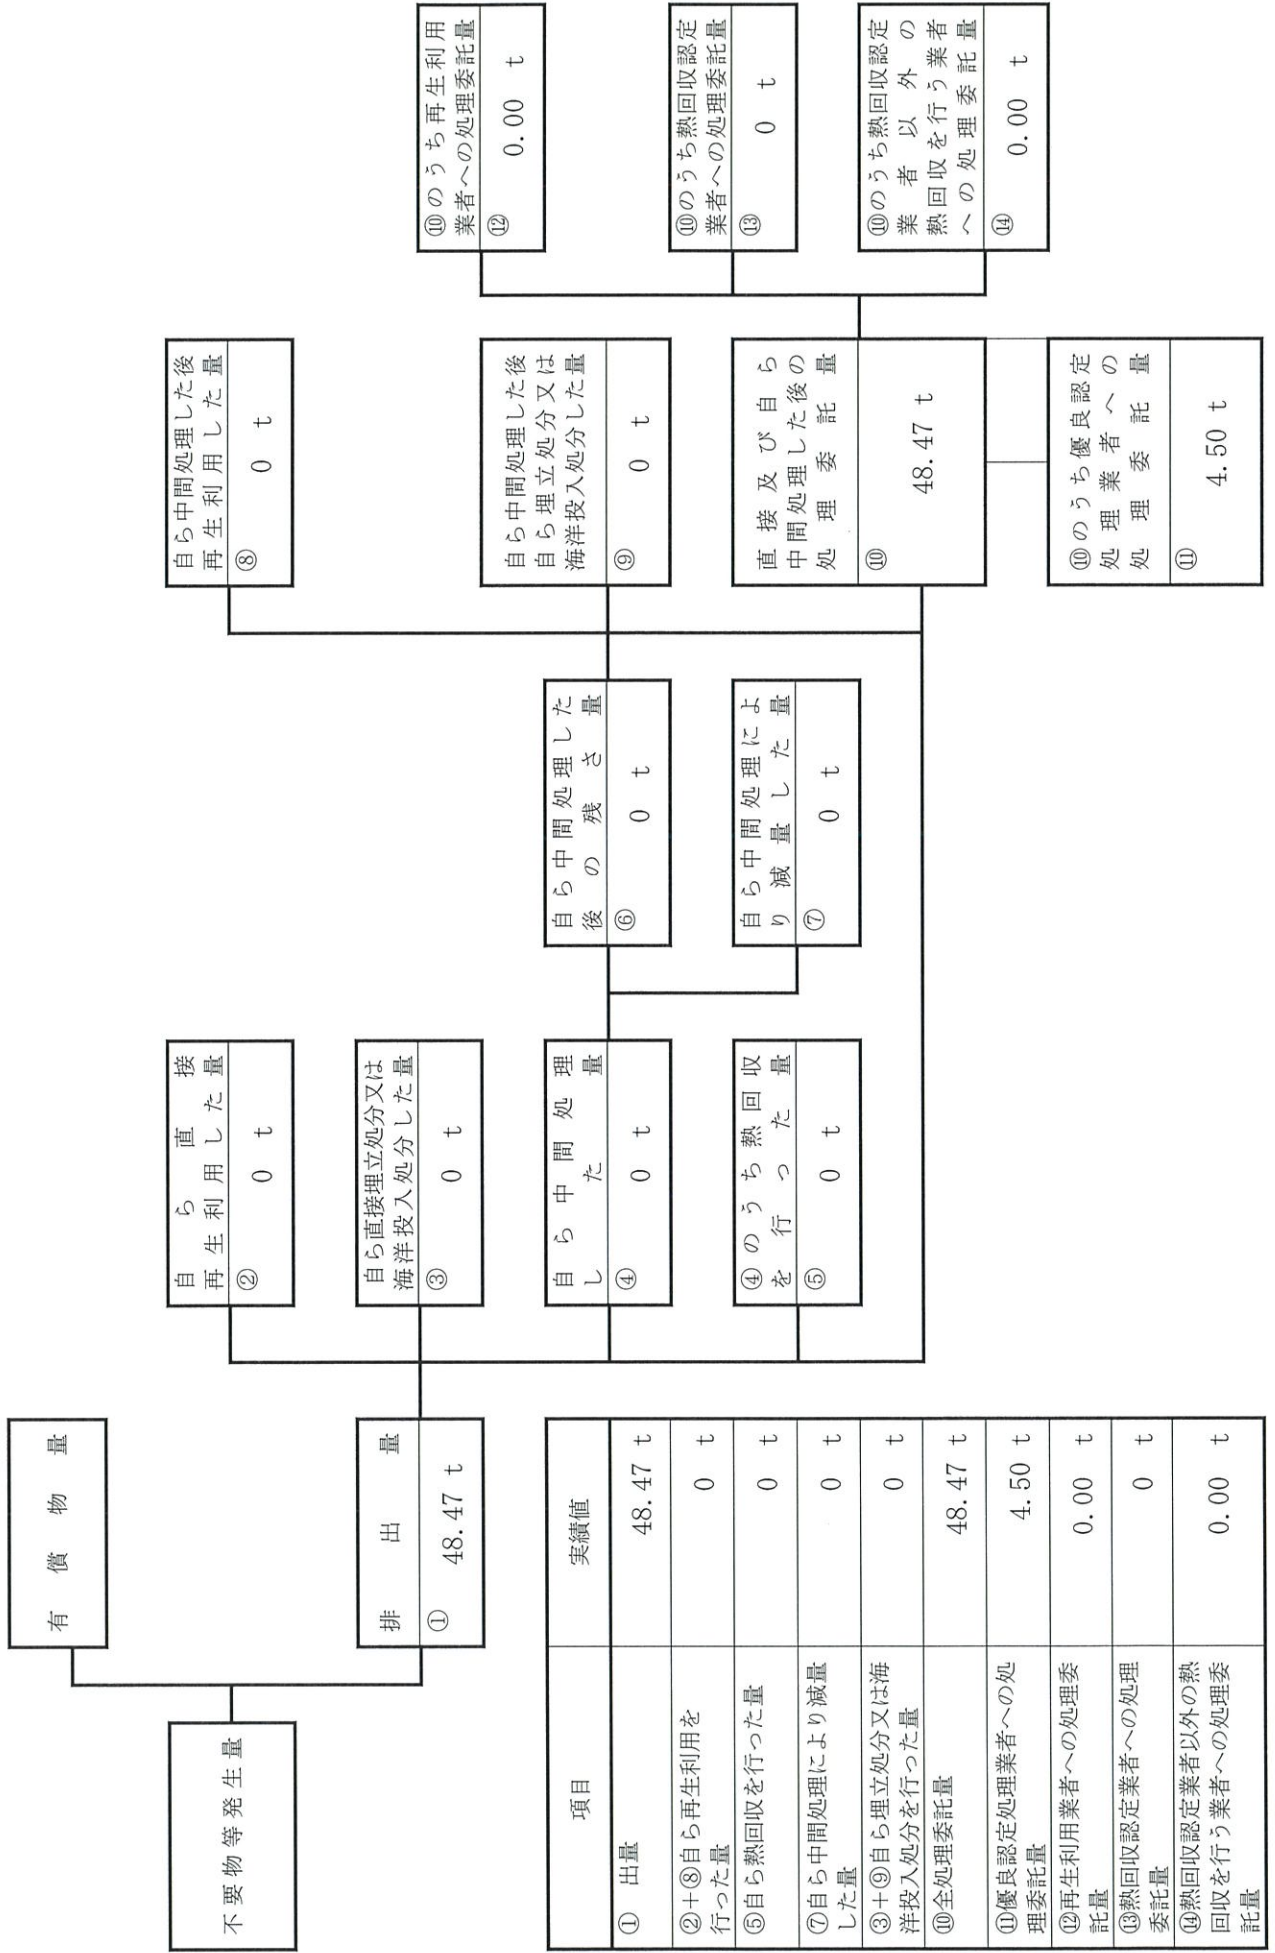 不要物等発生量
有償物量
排出量
① 48.47 t
自ら直接
再生利用した量
② 0 t
自ら直接埋立処分又は
海洋投入処分した量
③ 0 t
自ら中間処理
した量
④ 0 t
④のうち熱回収
を行った量
⑤ 0 t
自ら中間処理した
後の残さ量
⑥ 0 t
自ら中間処理によ
り減量した量
⑦ 0 t
自ら中間処理した後
再生利用した量
⑧ 0 t
自ら中間処理した後
自ら埋立処分又は
海洋投入処分した量
⑨ 0 t
直接及び自ら
中間処理した後の
処理委託量
⑩ 48.47 t
⑩のうち優良認定
処理業者への
処理委託量
⑪ 4.50 t
⑩のうち再生利用
業者への処理委託量
⑫ 0.00 t
⑩のうち熱回収認定
業者への処理委託量
⑬ 0 t
⑩のうち熱回収認定
業者以外の
熱回収を行う業者
への処理委託量
⑭ 0.00 t
項目 実績値
① 出量 48.47 t
②+⑧自ら再生利用を
行った量 0 t
⑤自ら熱回収を行った量 0 t
⑦自ら中間処理により減量
した量 0 t
③+⑨自ら埋立処分又は海
洋投入処分を行った量 0 t
⑩全処理委託量 48.47 t
⑪優良認定処理業者への処
理委託量 4.50 t
⑫再生利用業者への処理委
託量 0.00 t
⑬熱回収認定業者への処理
委託量 0 t
⑭熱回収認定業者以外の熱
回収を行う業者への処理委
託量 0.00 t